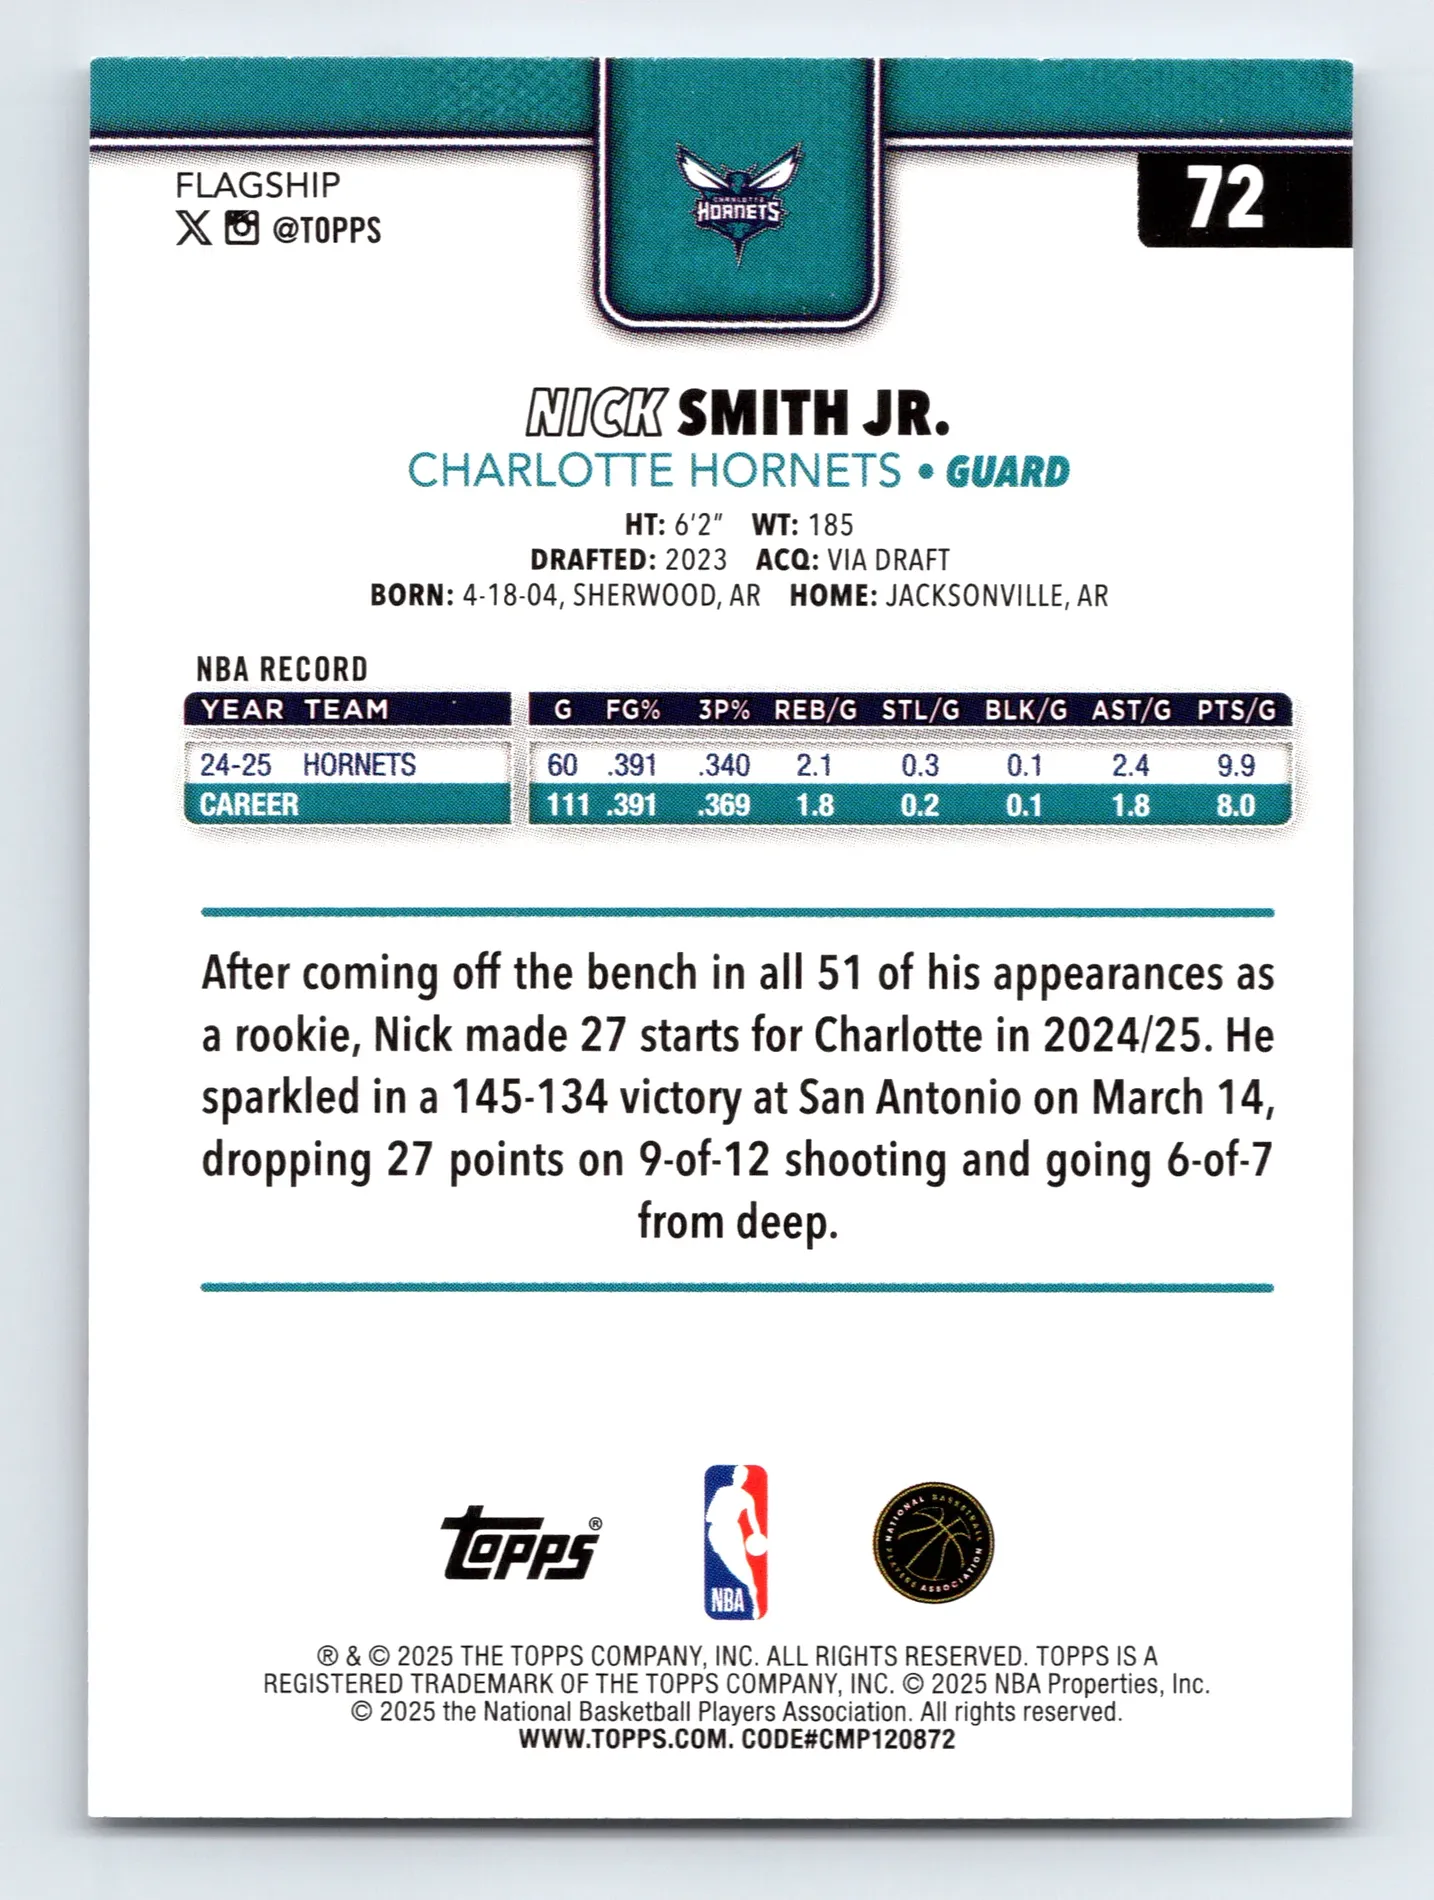 FLAGSHIP
@TOPPS
CHARLOTTE
HORNETS
72
NICK SMITH JR.
CHARLOTTE HORNETS • GUARD
HT: 6'2" WT: 185
DRAFTED: 2023 ACQ: VIA DRAFT
BORN: 4-18-04, SHERWOOD, AR HOME: JACKSONVILLE, AR
NBA RECORD
YEAR TEAM G FG% 3P% REB/G STL/G BLK/G AST/G PTS/G
24-25 HORNETS 60 .391 .340 2.1 0.3 0.1 2.4 9.9
CAREER 111 .391 .369 1.8 0.2 0.1 1.8 8.0
After coming off the bench in all 51 of his appearances as
a rookie, Nick made 27 starts for Charlotte in 2024/25. He
sparkled in a 145-134 victory at San Antonio on March 14,
dropping 27 points on 9-of-12 shooting and going 6-of-7
from deep.
topps®
NBA
NATIONAL BASKETBALL PLAYERS ASSOCIATION
® & © 2025 THE TOPPS COMPANY, INC. ALL RIGHTS RESERVED. TOPPS IS A
REGISTERED TRADEMARK OF THE TOPPS COMPANY, INC. © 2025 NBA Properties, Inc.
© 2025 the National Basketball Players Association. All rights reserved.
WWW.TOPPS.COM. CODE#CMP120872